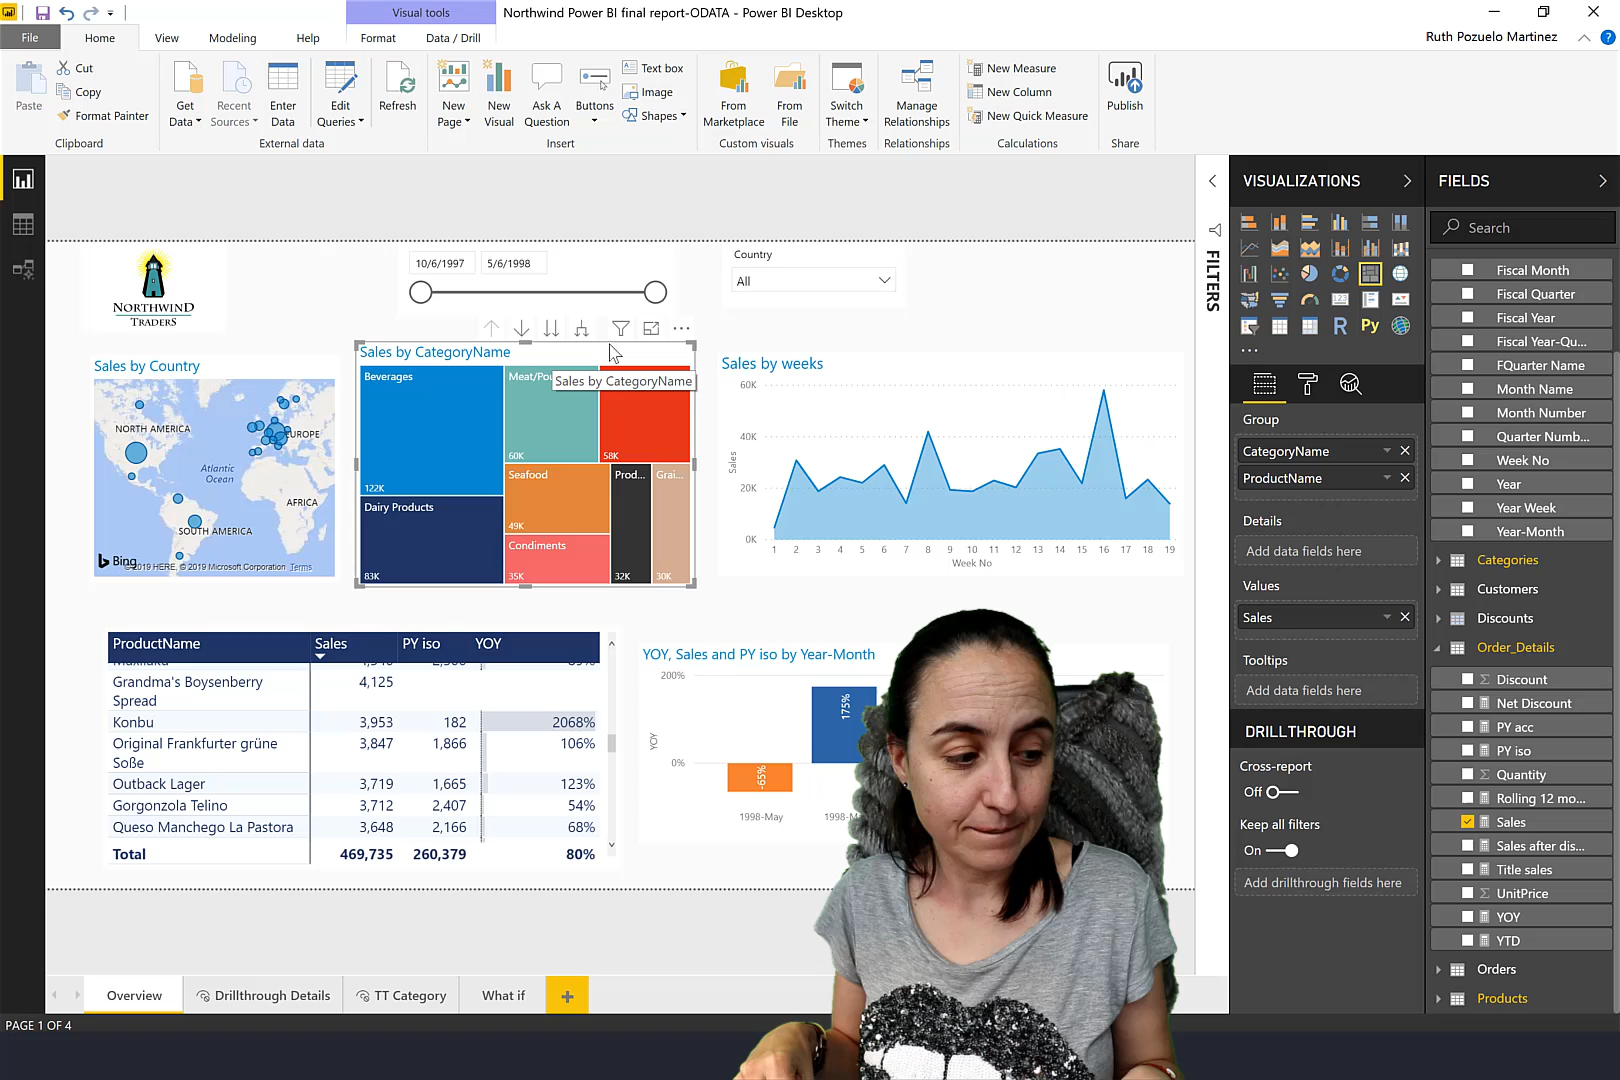 Visual tools
Northwind Power BI final report-ODATA - Power BI Desktop
File
Home
View
Modeling
Help
Format
Data / Drill
Ruth Pozuelo Martinez
?
Paste
Cut
Copy
Format Painter
Clipboard
Get Data
Recent Sources
Enter Data
Edit Queries
Refresh
External data
New Page
New Visual
Ask A Question
Buttons
Text box
Image
Shapes
Insert
From Marketplace
From File
Custom visuals
Switch Theme
Themes
Manage Relationships
Relationships
New Measure
New Column
New Quick Measure
Calculations
Publish
Share
NORTHWIND
TRADERS
10/6/1997
5/6/1998
Country
All
Sales by Country
NORTH AMERICA
EUROPE
Atlantic
Ocean
AFRICA
SOUTH AMERICA
Bing
© 2019 HERE, © 2019 Microsoft Corporation Terms
Sales by CategoryName
Sales by CategoryName
Beverages
122K
Dairy Products
83K
Meat/Pou
60K
58K
Seafood
49K
Condiments
35K
Prod...
32K
Grai...
30K
Sales by weeks
60K
40K
20K
0K
Sales
1 2 3 4 5 6 7 8 9 10 11 12 13 14 15 16 17 18 19
Week No
ProductName Sales PY iso YOY
Grandma's Boysenberry
Spread 4,125
Konbu 3,953 182 2068%
Original Frankfurter grüne
Soße 3,847 1,866 106%
Outback Lager 3,719 1,665 123%
Gorgonzola Telino 3,712 2,407 54%
Queso Manchego La Pastora 3,648 2,166 68%
Total 469,735 260,379 80%
YOY, Sales and PY iso by Year-Month
200%
0%
YOY
-65%
175%
1998-May
1998-M
Overview
Drillthrough Details
TT Category
What if
+
PAGE 1 OF 4
FILTERS
VISUALIZATIONS
R
Py
Group
CategoryName
ProductName
Details
Add data fields here
Values
Sales
Tooltips
Add data fields here
DRILLTHROUGH
Cross-report
Off
Keep all filters
On
Add drillthrough fields here
FIELDS
Search
Fiscal Month
Fiscal Quarter
Fiscal Year
Fiscal Year-Qu...
FQuarter Name
Month Name
Month Number
Quarter Numb...
Week No
Year
Year Week
Year-Month
Categories
Customers
Discounts
Order_Details
Discount
Net Discount
PY acc
PY iso
Quantity
Rolling 12 mo...
Sales
Sales after dis...
Title sales
UnitPrice
YOY
YTD
Orders
Products